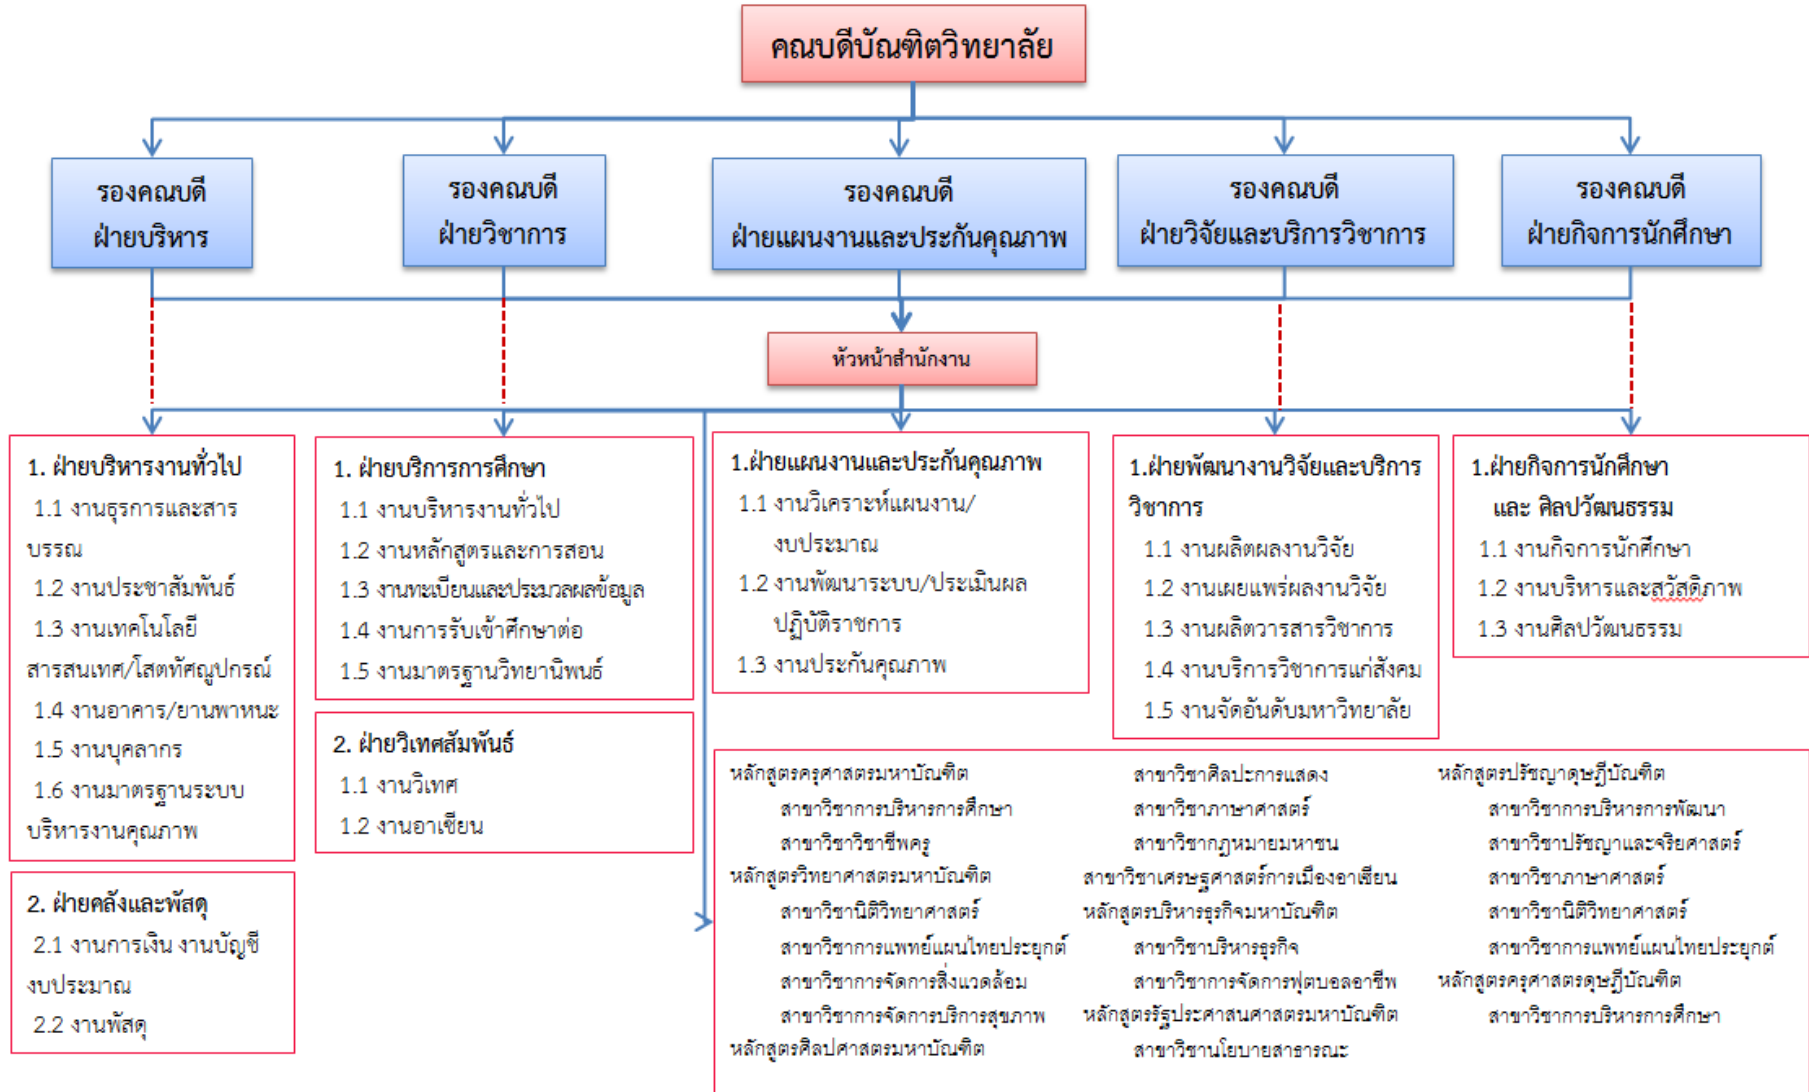 คณบดีบัณฑิตวิทยาลัย
รองคณบดี
ฝ่ายบริหาร
รองคณบดี
ฝ่ายวิชาการ
รองคณบดี
ฝ่ายแผนงานและประกันคุณภาพ
รองคณบดี
ฝ่ายวิจัยและบริการวิชาการ
รองคณบดี
ฝ่ายกิจการนักศึกษา
หัวหน้าสำนักงาน
1. ฝ่ายบริหารงานทั่วไป
1.1 งานธุรการและสาร
บรรณ
1.2 งานประชาสัมพันธ์
1.3 งานเทคโนโลยี
สารสนเทศ/โสตทัศณูปกรณ์
1.4 งานอาคาร/ยานพาหนะ
1.5 งานบุคลากร
1.6 งานมาตรฐานระบบ
บริหารงานคุณภาพ
2. ฝ่ายคลังและพัสดุ
2.1 งานการเงิน งานบัญชี
งบประมาณ
2.2 งานพัสดุ
1. ฝ่ายบริการการศึกษา
1.1 งานบริหารงานทั่วไป
1.2 งานหลักสูตรและการสอน
1.3 งานทะเบียนและประมวลผลข้อมูล
1.4 งานการรับเข้าศึกษาต่อ
1.5 งานมาตรฐานวิทยานิพนธ์
2. ฝ่ายวิเทศสัมพันธ์
1.1 งานวิเทศ
1.2 งานอาเซียน
1.ฝ่ายแผนงานและประกันคุณภาพ
1.1 งานวิเคราะห์แผนงาน/
งบประมาณ
1.2 งานพัฒนาระบบ/ประเมินผล
ปฏิบัติราชการ
1.3 งานประกันคุณภาพ
1.ฝ่ายพัฒนางานวิจัยและบริการ
วิชาการ
1.1 งานผลิตผลงานวิจัย
1.2 งานเผยแพร่ผลงานวิจัย
1.3 งานผลิตวารสารวิชาการ
1.4 งานบริการวิชาการแก่สังคม
1.5 งานจัดอันดับมหาวิทยาลัย
1.ฝ่ายกิจการนักศึกษา
และ ศิลปวัฒนธรรม
1.1 งานกิจการนักศึกษา
1.2 งานบริหารและสวัสดิภาพ
1.3 งานศิลปวัฒนธรรม
หลักสูตรครุศาสตรมหาบัณฑิต
สาขาวิชาการบริหารการศึกษา
สาขาวิชาวิชาชีพครู
หลักสูตรวิทยาศาสตรมหาบัณฑิต
สาขาวิชานิติวิทยาศาสตร์
สาขาวิชาการแพทย์แผนไทยประยุกต์
สาขาวิชาการจัดการสิ่งแวดล้อม
สาขาวิชาการจัดการบริการสุขภาพ
หลักสูตรศิลปศาสตรมหาบัณฑิต
สาขาวิชาศิลปะการแสดง
สาขาวิชาภาษาศาสตร์
สาขาวิชากฎหมายมหาชน
สาขาวิชาเศรษฐศาสตร์การเมืองอาเซียน
หลักสูตรบริหารธุรกิจมหาบัณฑิต
สาขาวิชาบริหารธุรกิจ
สาขาวิชาการจัดการฟุตบอลอาชีพ
หลักสูตรรัฐประศาสนศาสตรมหาบัณฑิต
สาขาวิชานโยบายสาธารณะ
หลักสูตรปรัชญาดุษฎีบัณฑิต
สาขาวิชาการบริหารการพัฒนา
สาขาวิชาปรัชญาและจริยศาสตร์
สาขาวิชาภาษาศาสตร์
สาขาวิชานิติวิทยาศาสตร์
สาขาวิชาการแพทย์แผนไทยประยุกต์
หลักสูตรครุศาสตรดุษฎีบัณฑิต
สาขาวิชาการบริหารการศึกษา